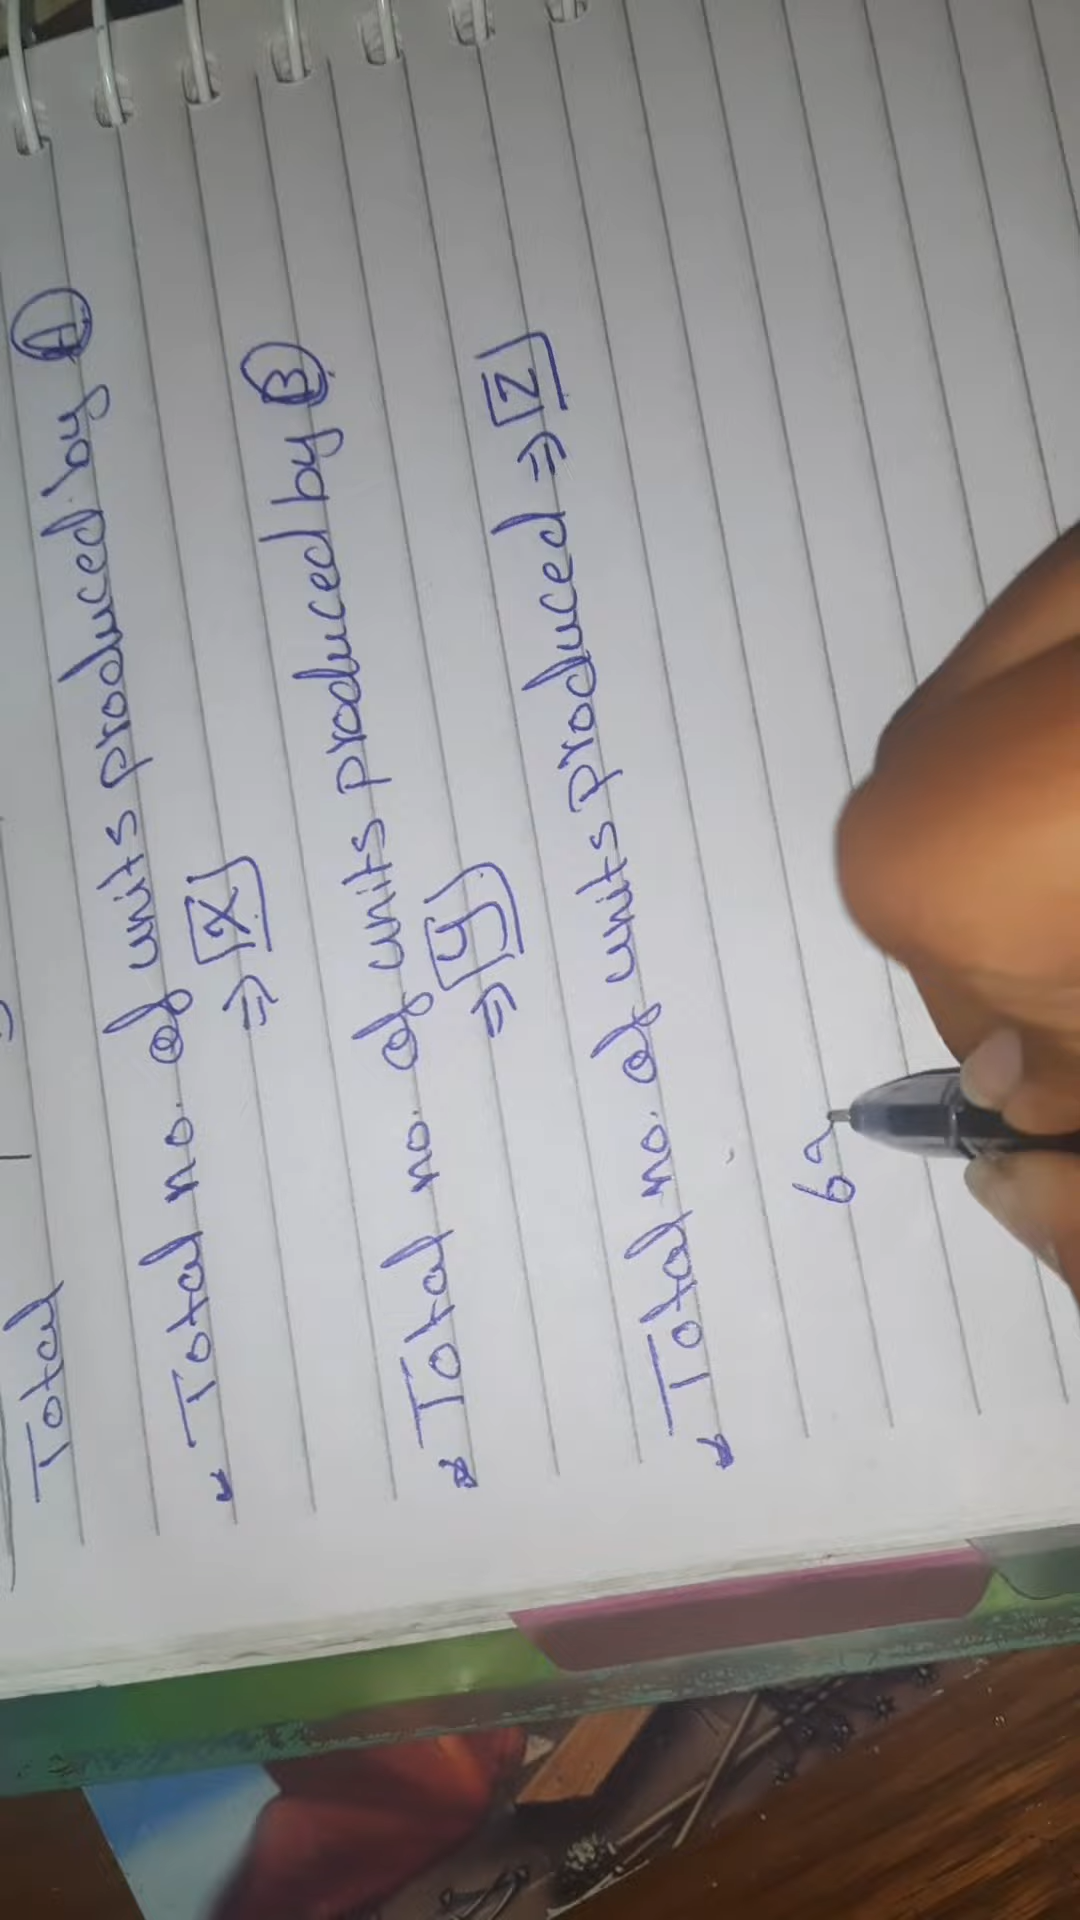 Total
Total no. of units produced by A
⇒ X
Total no. of units produced by B
⇒ Y
Total no. of units produced ⇒ Z